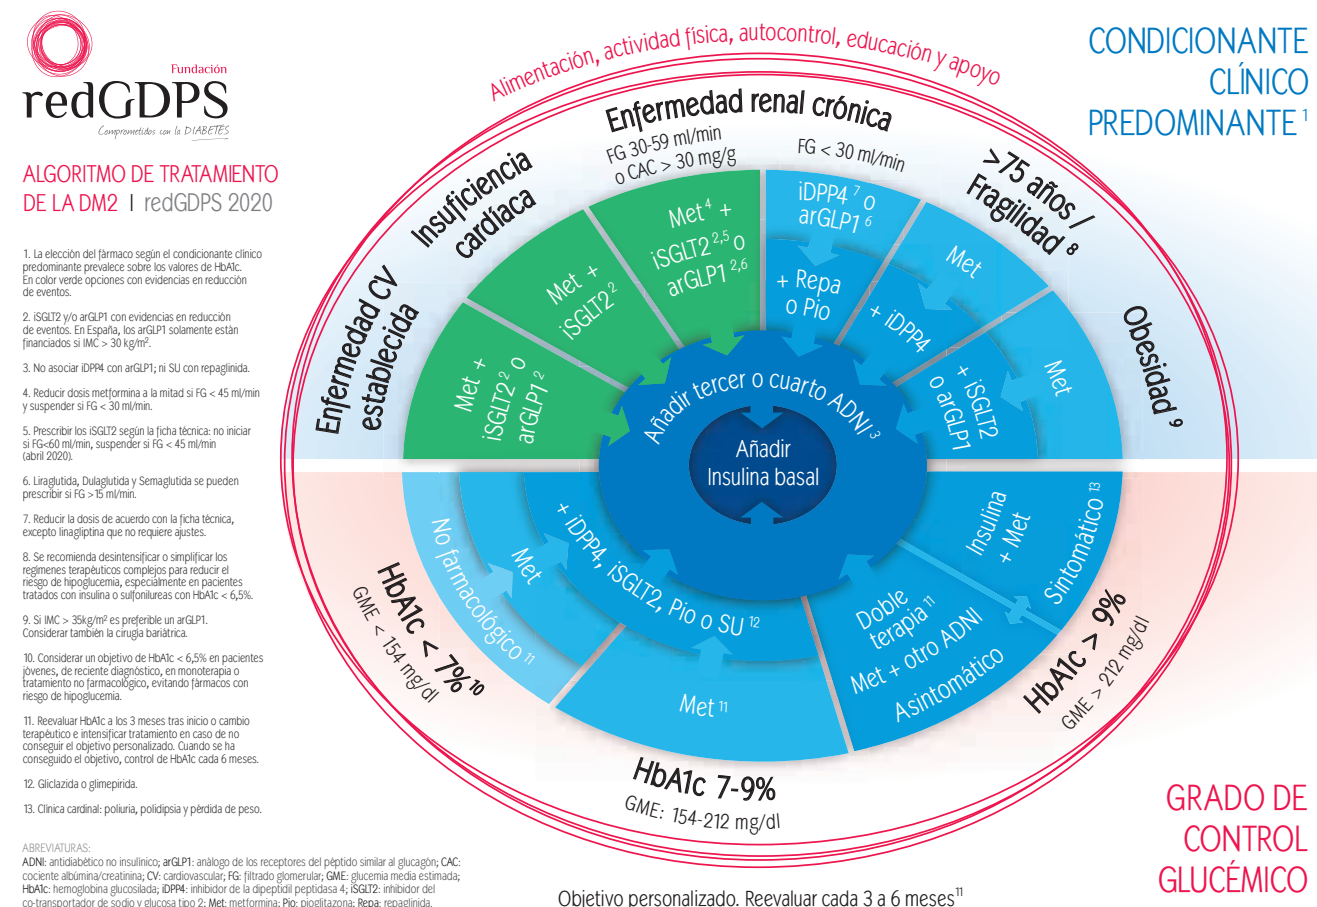 Fundación
redGDPS
Comprometidos con la DIABETES
ALGORITMO DE TRATAMIENTO
DE LA DM2 | redGDPS 2020
1. La elección del fármaco según el condicionante clínico
predominante prevalece sobre los valores de HbA1c.
En color verde opciones con evidencias en reducción
de eventos.
2. iSGLT2 y/o arGLP1 con evidencias en reducción
de eventos. En España, los arGLP1 solamente están
financiados si IMC > 30 kg/m².
3. No asociar iDPP4 con arGLP1; ni SU con repaglinida.
4. Reducir dosis metformina a la mitad si FG < 45 ml/min
y suspender si FG < 30 ml/min.
5. Prescribir los iSGLT2 según la ficha técnica: no iniciar
si FG<60 ml/min, suspender si FG < 45 ml/min
(abril 2020).
6. Liraglutida, Dulaglutida y Semaglutida se pueden
prescribir si FG >15 ml/min.
7. Reducir la dosis de acuerdo con la ficha técnica,
excepto linagliptina que no requiere ajustes.
8. Se recomienda desintensificar o simplificar los
regímenes terapéuticos complejos para reducir el
riesgo de hipoglucemia, especialmente en pacientes
tratados con insulina o sulfonilureas con HbA1c < 6,5%.
9. Si IMC > 35kg/m² es preferible un arGLP1.
Considerar también la cirugía bariátrica.
10. Considerar un objetivo de HbA1c < 6,5% en pacientes
jóvenes, de reciente diagnóstico, en monoterapia o
tratamiento no farmacológico, evitando fármacos con
riesgo de hipoglucemia.
11. Reevaluar HbA1c a los 3 meses tras inicio o cambio
terapéutico e intensificar tratamiento en caso de no
conseguir el objetivo personalizado. Cuando se ha
conseguido el objetivo, control de HbA1c cada 6 meses.
12. Gliclazida o glimepirida.
13. Clínica cardinal: poliuria, polidipsia y pérdida de peso.
ABREVIATURAS:
ADNI: antidiabético no insulínico; arGLP1: análogo de los receptores del péptido similar al glucagón; CAC:
cociente albúmina/creatinina; CV: cardiovascular; FG: filtrado glomerular; GME: glucemia media estimada;
HbA1c: hemoglobina glucosilada; iDPP4: inhibidor de la dipeptidil peptidasa 4; iSGLT2: inhibidor del
co-transportador de sodio y glucosa tipo 2; Met: metformina; Pio: pioglitazona; Repa: repaglinida.
Alimentación, actividad física, autocontrol, educación y apoyo
CONDICIONANTE
CLÍNICO
PREDOMINANTE 1
Enfermedad CV
establecida
Met +
iSGLT2 2 o
arGLP1 2
Insuficiencia
cardíaca
Met +
iSGLT2 2
Enfermedad renal crónica
FG 30-59 ml/min
o CAC > 30 mg/g
Met 4 +
iSGLT2 2,5 o
arGLP1 2,6
FG < 30 ml/min
iDPP4 7 o
arGLP1 6
+ Repa
o Pio
>75 años /
Fragilidad 8
Met
+ iDPP4
Obesidad 9
Met
+ iSGLT2
o arGLP1
Añadir tercer o cuarto ADNI 3
Añadir
Insulina basal
HbA1c < 7% 10
GME < 154 mg/dl
No farmacológico 11
Met
+ iDPP4, iSGLT2, Pio o SU 12
Met 11
HbA1c 7-9%
GME: 154-212 mg/dl
Doble
terapia 11
Met + otro ADNI
Asintomático
Insulina
+ Met
Sintomático 13
HbA1c > 9%
GME > 212 mg/dl
GRADO DE
CONTROL
GLUCÉMICO
Objetivo personalizado. Reevaluar cada 3 a 6 meses 11